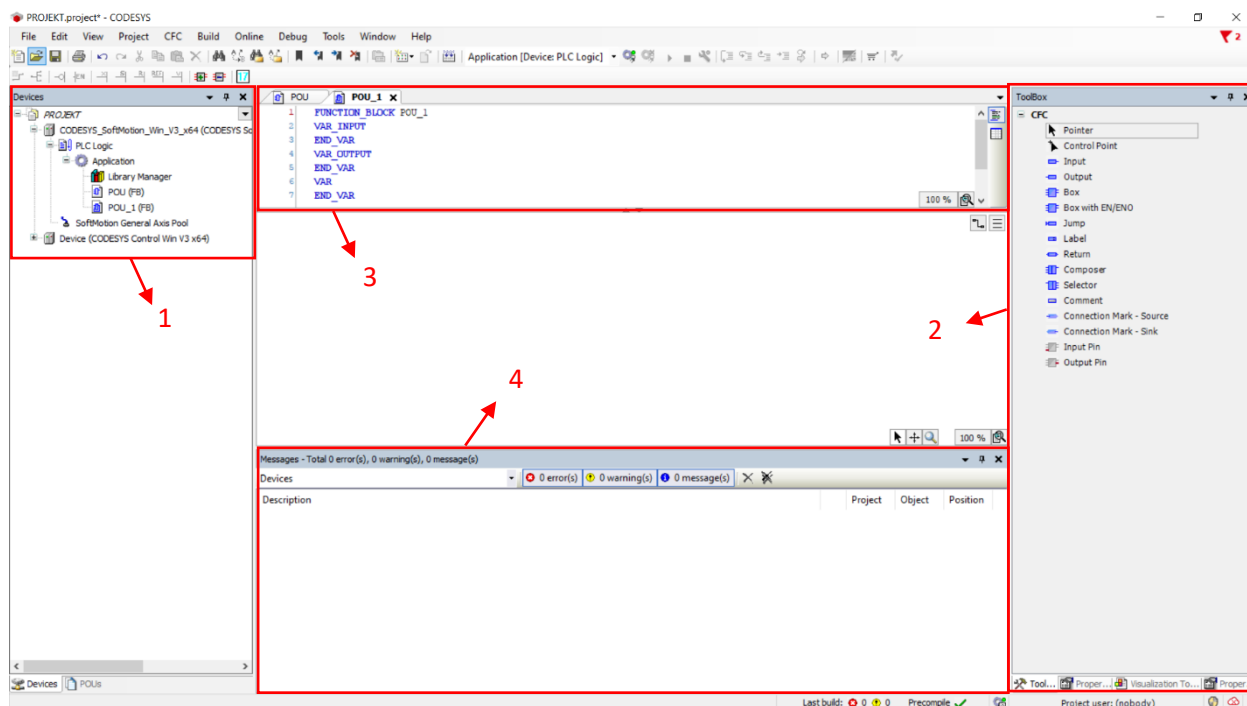 PROJEKT.project* - CODESYS
File Edit View Project CFC Build Online Debug Tools Window Help
2
Application [Device: PLC Logic]
Devices
PROJEKT
CODESYS_SoftMotion_Win_V3_x64 (CODESYS So
PLC Logic
Application
Library Manager
POU (FB)
POU_1 (FB)
SoftMotion General Axis Pool
Device (CODESYS Control Win V3 x64)
1
Devices POUs
POU POU_1
1 FUNCTION_BLOCK POU_1
2 VAR_INPUT
3 END_VAR
4 VAR_OUTPUT
5 END_VAR
6 VAR
7 END_VAR
100 %
3
4
100 %
Messages - Total 0 error(s), 0 warning(s), 0 message(s)
Devices 0 error(s) 0 warning(s) 0 message(s)
Description Project Object Position
2
ToolBox
CFC
Pointer
Control Point
Input
Output
Box
Box with EN/ENO
Jump
Label
Return
Composer
Selector
Comment
Connection Mark - Source
Connection Mark - Sink
Input Pin
Output Pin
Tool... Proper... Visualization To... Proper
Last build: 0 0 Precompile Project user: (nobody)